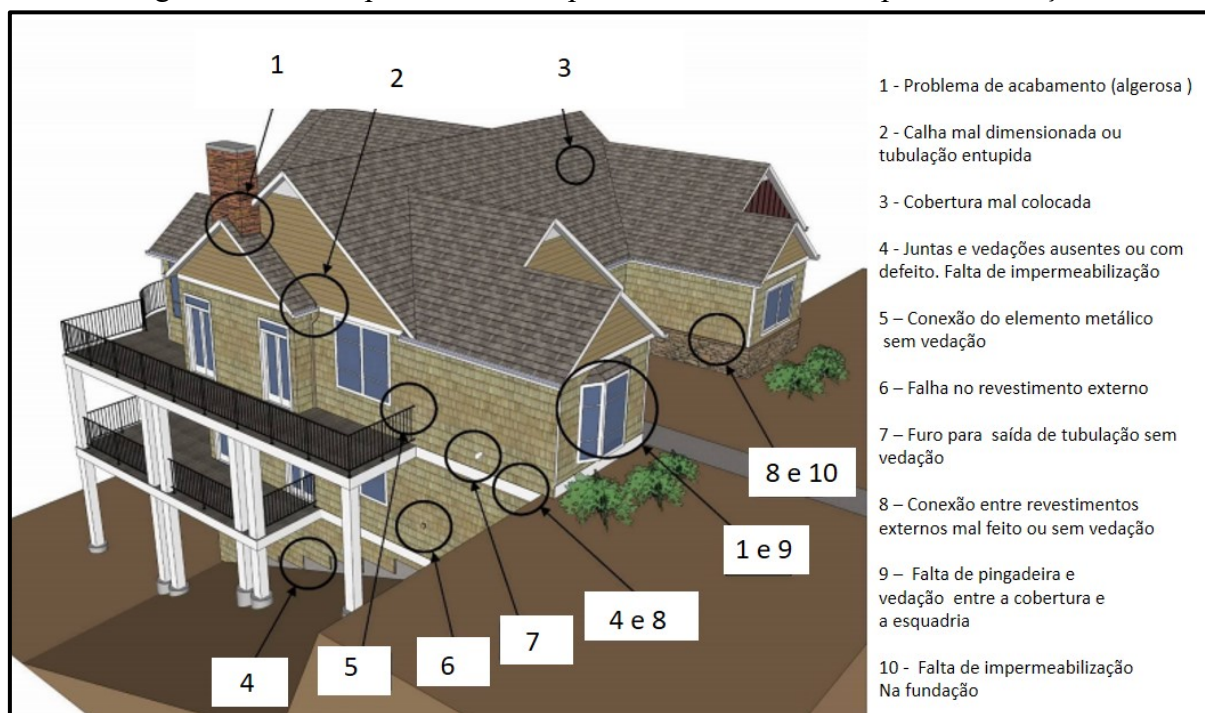 1
2
3
8 e 10
1 e 9
4 e 8
7
6
5
4
1 - Problema de acabamento (algerosa )
2 - Calha mal dimensionada ou
tubulação entupida
3 - Cobertura mal colocada
4 - Juntas e vedações ausentes ou com
defeito. Falta de impermeabilização
5 – Conexão do elemento metálico
sem vedação
6 – Falha no revestimento externo
7 – Furo para saída de tubulação sem
vedação
8 – Conexão entre revestimentos
externos mal feito ou sem vedação
9 – Falta de pingadeira e
vedação entre a cobertura e
a esquadria
10 - Falta de impermeabilização
Na fundação